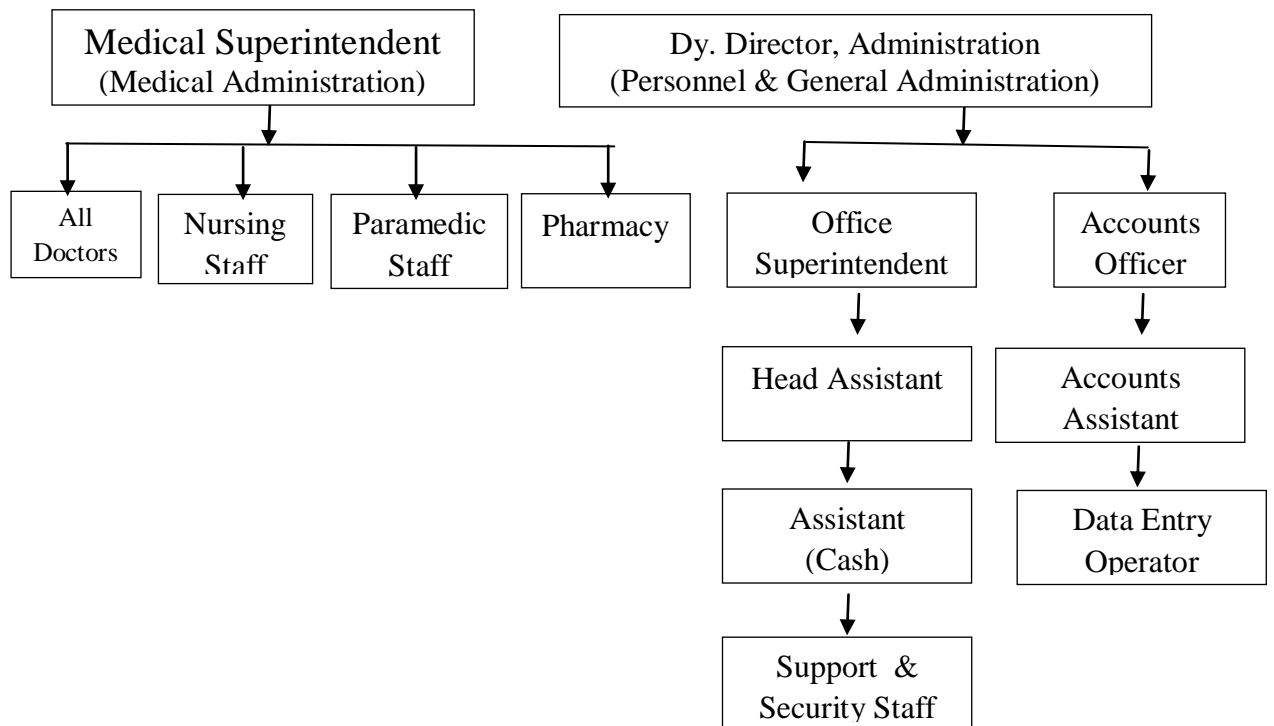 Medical Superintendent
(Medical Administration)
Dy. Director, Administration
(Personnel & General Administration)
All
Doctors
Nursing
Staff
Paramedic
Staff
Pharmacy
Office
Superintendent
Accounts
Officer
Head Assistant
Accounts
Assistant
Assistant
(Cash)
Data Entry
Operator
Support &
Security Staff